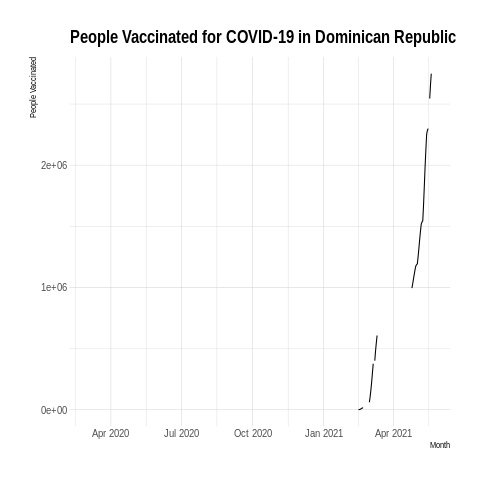 People Vaccinated for COVID-19 in Dominican Republic
People Vaccinated
2e+06
1e+06
0e+00
Apr 2020 Jul 2020 Oct 2020 Jan 2021 Apr 2021
Month